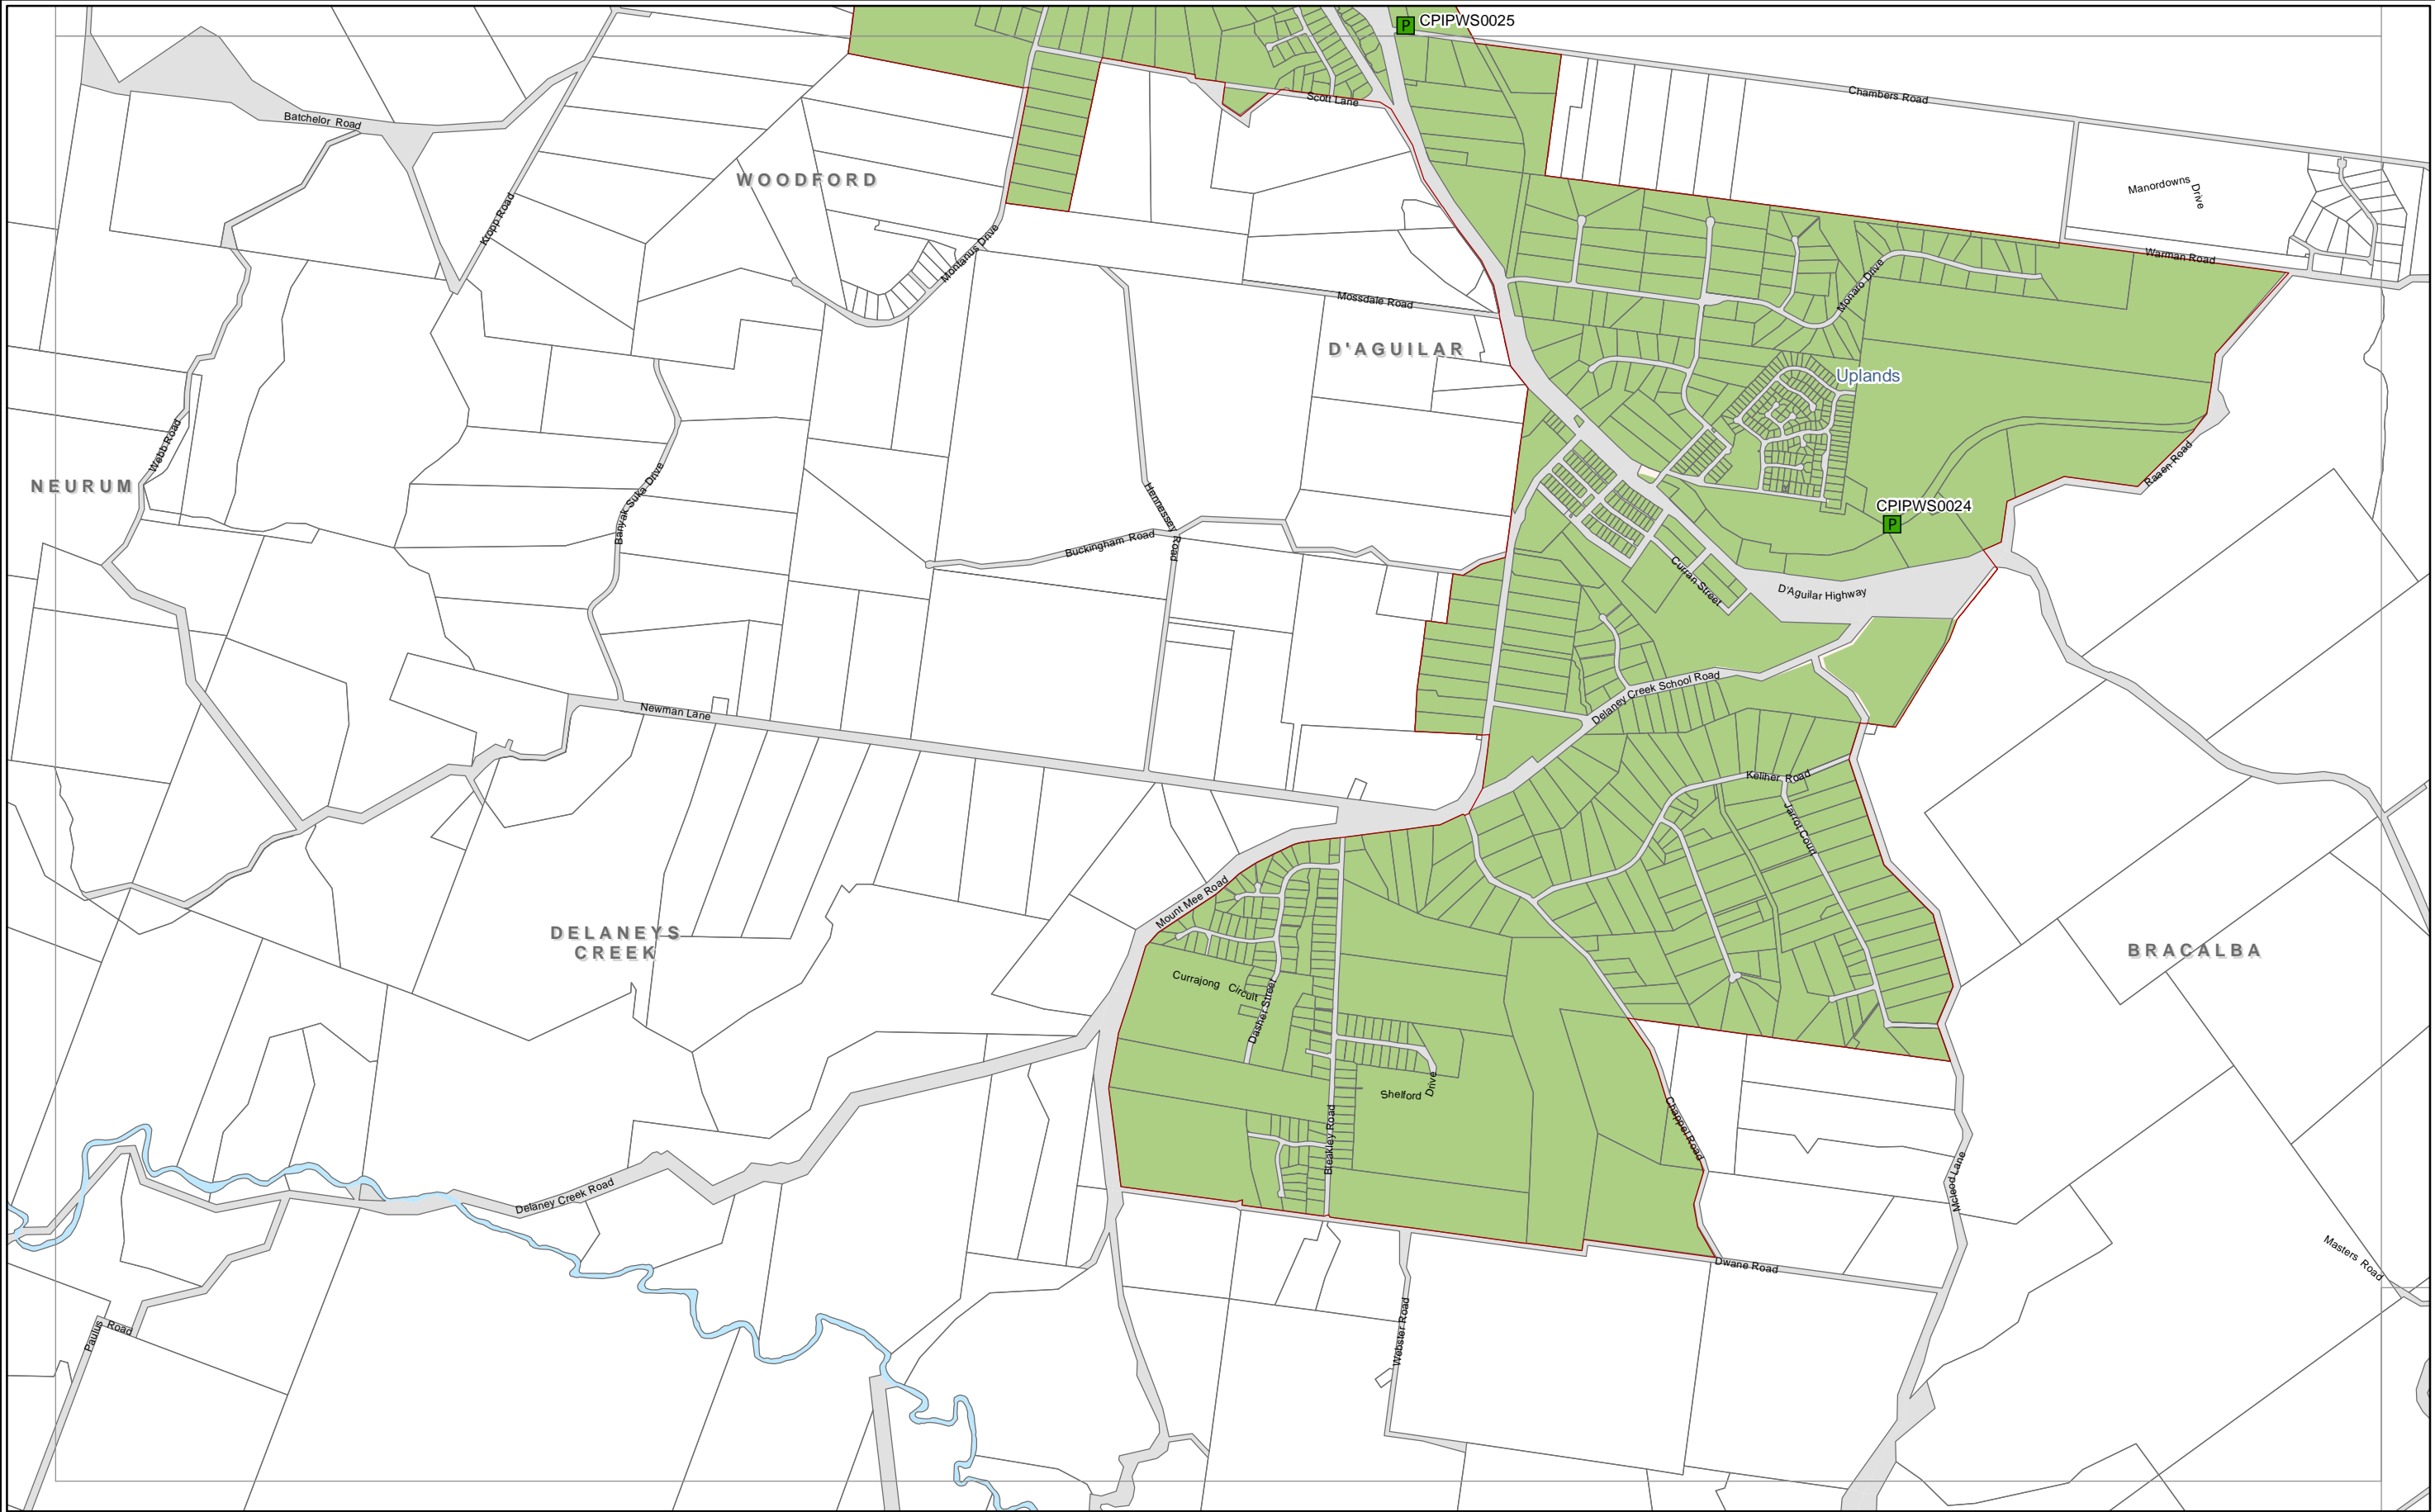 P CPIPWS0025
Scott Lane
Chambers Road
Batchelor Road
WOODFORD
Manordowns
Drive
Kropp Road
Montanus Drive
Warman Road
Monaro Drive
Mossdale Road
D'AGUILAR
Uplands
Webb Road
NEURUM
Raaen Road
Banyak Suka Drive
Hennessey
Road
CPIPWS0024
P
Buckingham Road
Curran Street
D'Aguilar Highway
Delaney Creek School Road
Newman Lane
Keliher Road
Jarrot Court
Mount Mee Road
DELANEYS
CREEK
BRACALBA
Currajong Circuit
Dasher Street
Shelford Drive
Bleakley Road
Chappel Road
Mcleod Lane
Delaney Creek Road
Masters Road
Dwane Road
Paulus Road
Webster Road